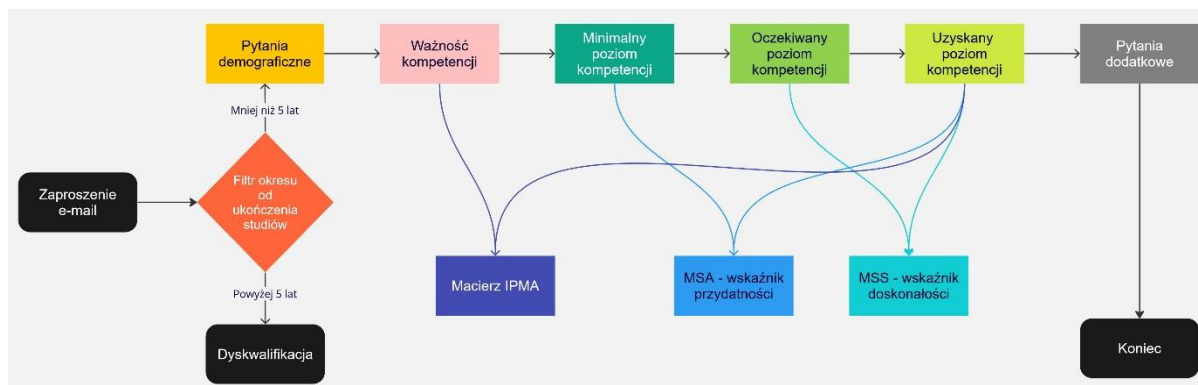 Pytania
demograficzne
Ważność
kompetencji
Minimalny
poziom
kompetencji
Oczekiwany
poziom
kompetencji
Uzyskany
poziom
kompetencji
Pytania
dodatkowe
Mniej niż 5 lat
Zaproszenie
e-mail
Filtr okresu
od
ukończenia
studiów
Powyżej 5 lat
Dyskwalifikacja
Macierz IPMA
MSA - wskaźnik
przydatności
MSS - wskaźnik
doskonałości
Koniec